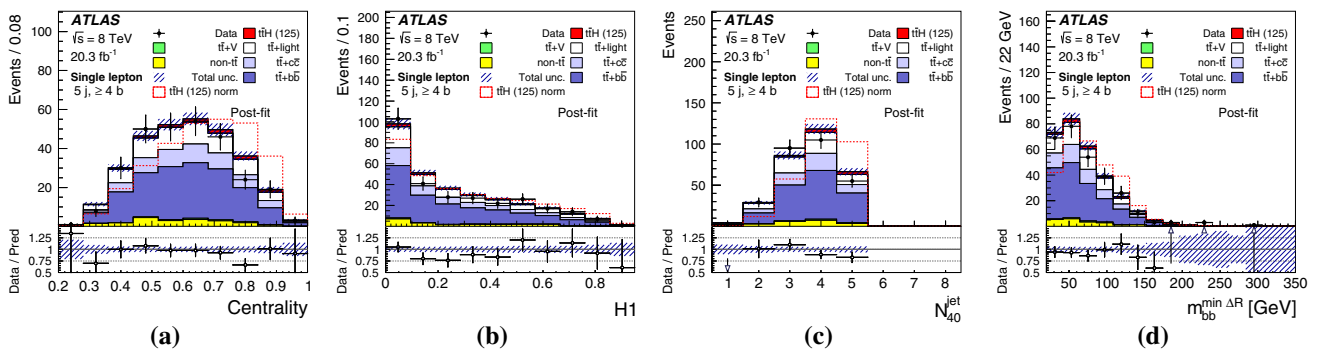 ATLAS
√s = 8 TeV
20.3 fb⁻¹
Single lepton
5 j, ≥ 4 b
Data
tt̄+V
non-tt̄
Total unc.
tt̄H (125) norm
tt̄H (125)
tt̄+light
tt̄+cc̄
tt̄+bb̄
Post-fit
Events / 0.08
100
80
60
40
20
Data / Pred
1.25
1
0.75
0.5
0.2 0.3 0.4 0.5 0.6 0.7 0.8 0.9 1
Centrality
(a)
ATLAS
√s = 8 TeV
20.3 fb⁻¹
Single lepton
5 j, ≥ 4 b
Data
tt̄+V
non-tt̄
Total unc.
tt̄H (125) norm
tt̄H (125)
tt̄+light
tt̄+cc̄
tt̄+bb̄
Post-fit
Events / 0.1
200
180
160
140
120
100
80
60
40
20
Data / Pred
1.25
1
0.75
0.5
0 0.2 0.4 0.6 0.8
H1
(b)
ATLAS
√s = 8 TeV
20.3 fb⁻¹
Single lepton
5 j, ≥ 4 b
Data
tt̄+V
non-tt̄
Total unc.
tt̄H (125) norm
tt̄H (125)
tt̄+light
tt̄+cc̄
tt̄+bb̄
Post-fit
Events
250
200
150
100
50
Data / Pred
1.25
1
0.75
0.5
1 2 3 4 5 6 7 8
N₄₀ʲᵉᵗ
(c)
ATLAS
√s = 8 TeV
20.3 fb⁻¹
Single lepton
5 j, ≥ 4 b
Data
tt̄+V
non-tt̄
Total unc.
tt̄H (125) norm
tt̄H (125)
tt̄+light
tt̄+cc̄
tt̄+bb̄
Post-fit
Events / 22 GeV
160
140
120
100
80
60
40
20
Data / Pred
1.25
1
0.75
0.5
50 100 150 200 250 300 350
m_bb^min ΔR [GeV]
(d)